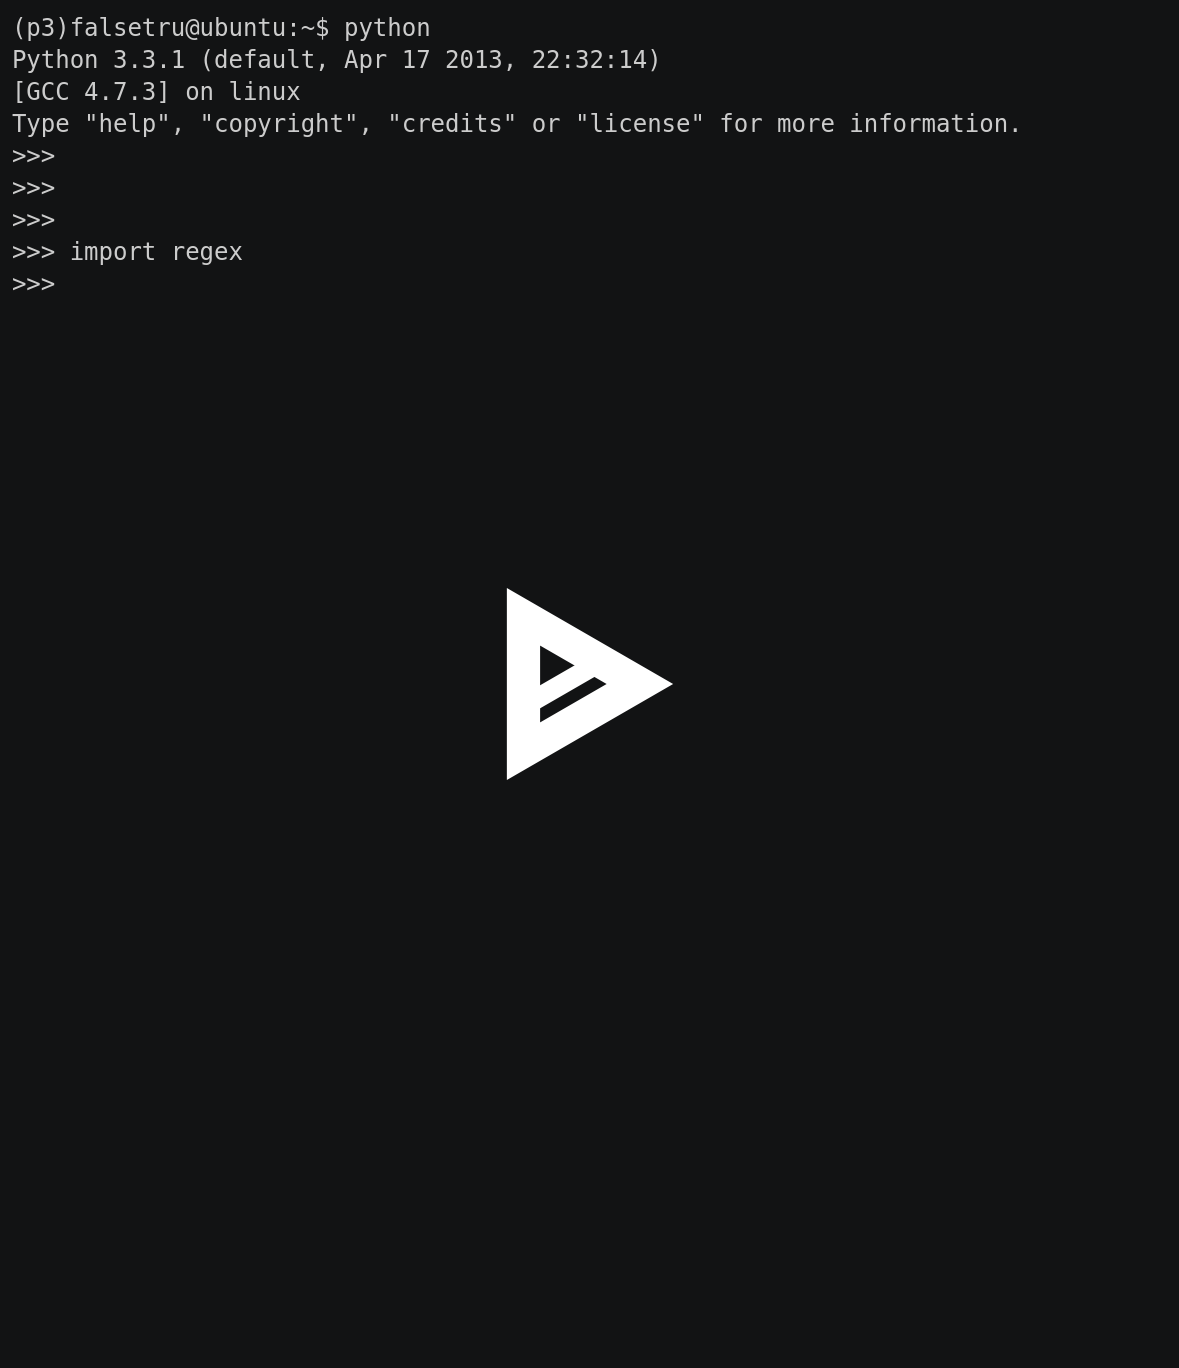 (p3)falsetru@ubuntu:~$ python
Python 3.3.1 (default, Apr 17 2013, 22:32:14)
[GCC 4.7.3] on linux
Type "help", "copyright", "credits" or "license" for more information.
>>>
>>>
>>>
>>> import regex
>>>